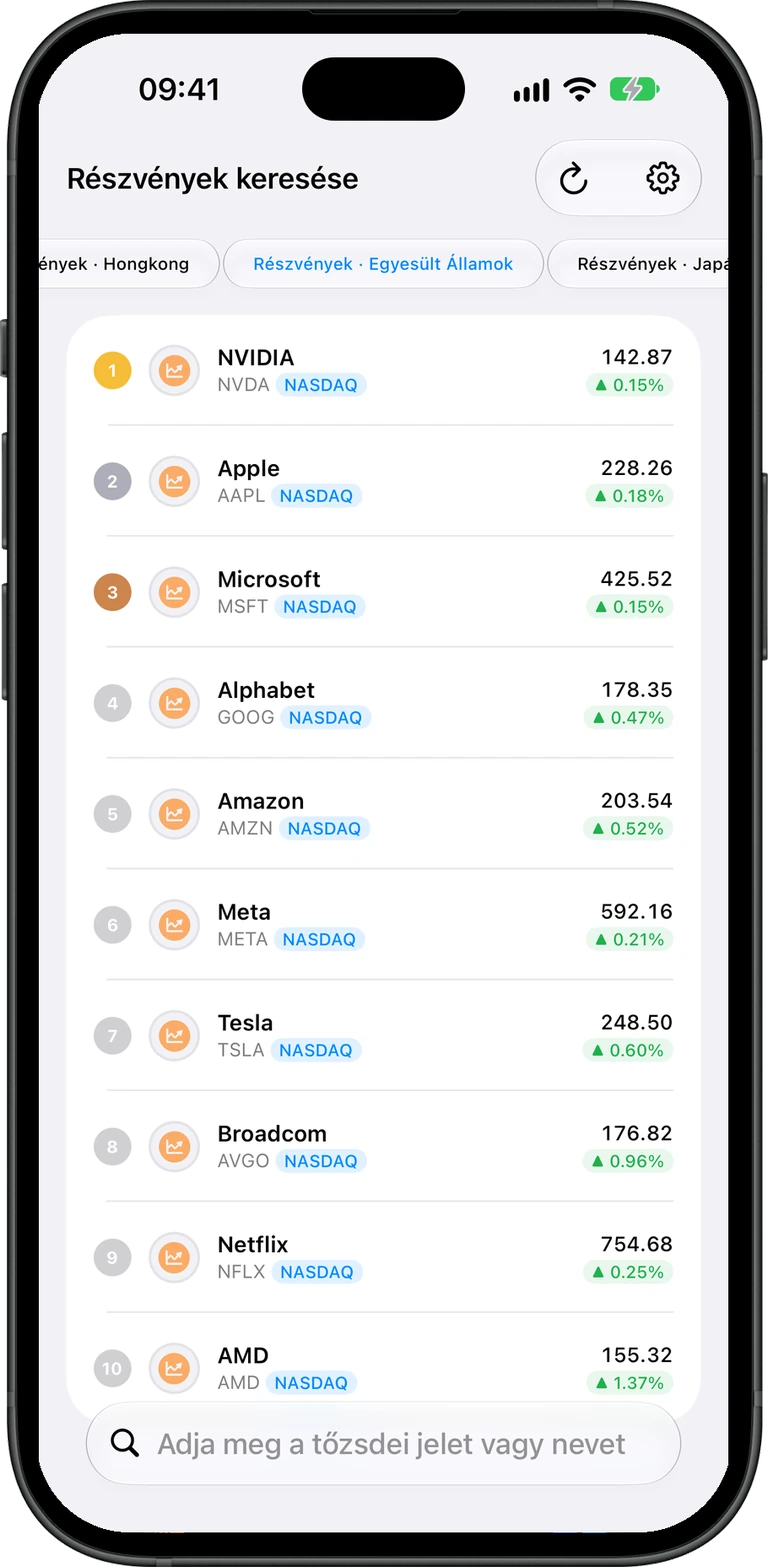 09:41
Részvények keresése
ények · Hongkong
Részvények · Egyesült Államok
Részvények · Japá
1
NVIDIA
142.87
NVDA NASDAQ
▲ 0.15%
2
Apple
228.26
AAPL NASDAQ
▲ 0.18%
3
Microsoft
425.52
MSFT NASDAQ
▲ 0.15%
4
Alphabet
178.35
GOOG NASDAQ
▲ 0.47%
5
Amazon
203.54
AMZN NASDAQ
▲ 0.52%
6
Meta
592.16
META NASDAQ
▲ 0.21%
7
Tesla
248.50
TSLA NASDAQ
▲ 0.60%
8
Broadcom
176.82
AVGO NASDAQ
▲ 0.96%
9
Netflix
754.68
NFLX NASDAQ
▲ 0.25%
10
AMD
155.32
AMD NASDAQ
▲ 1.37%
Adja meg a tőzsdei jelet vagy nevet